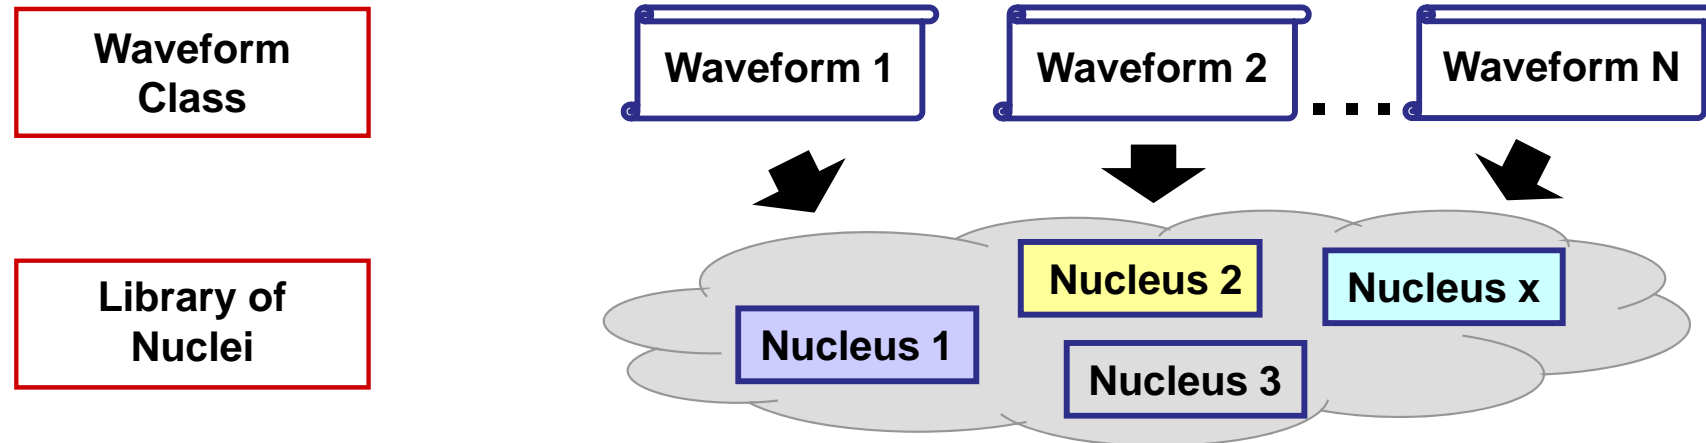 Waveform
Class
Waveform 1
Waveform 2
. . . .
Waveform N
Library of
Nuclei
Nucleus 1
Nucleus 2
Nucleus 3
Nucleus x